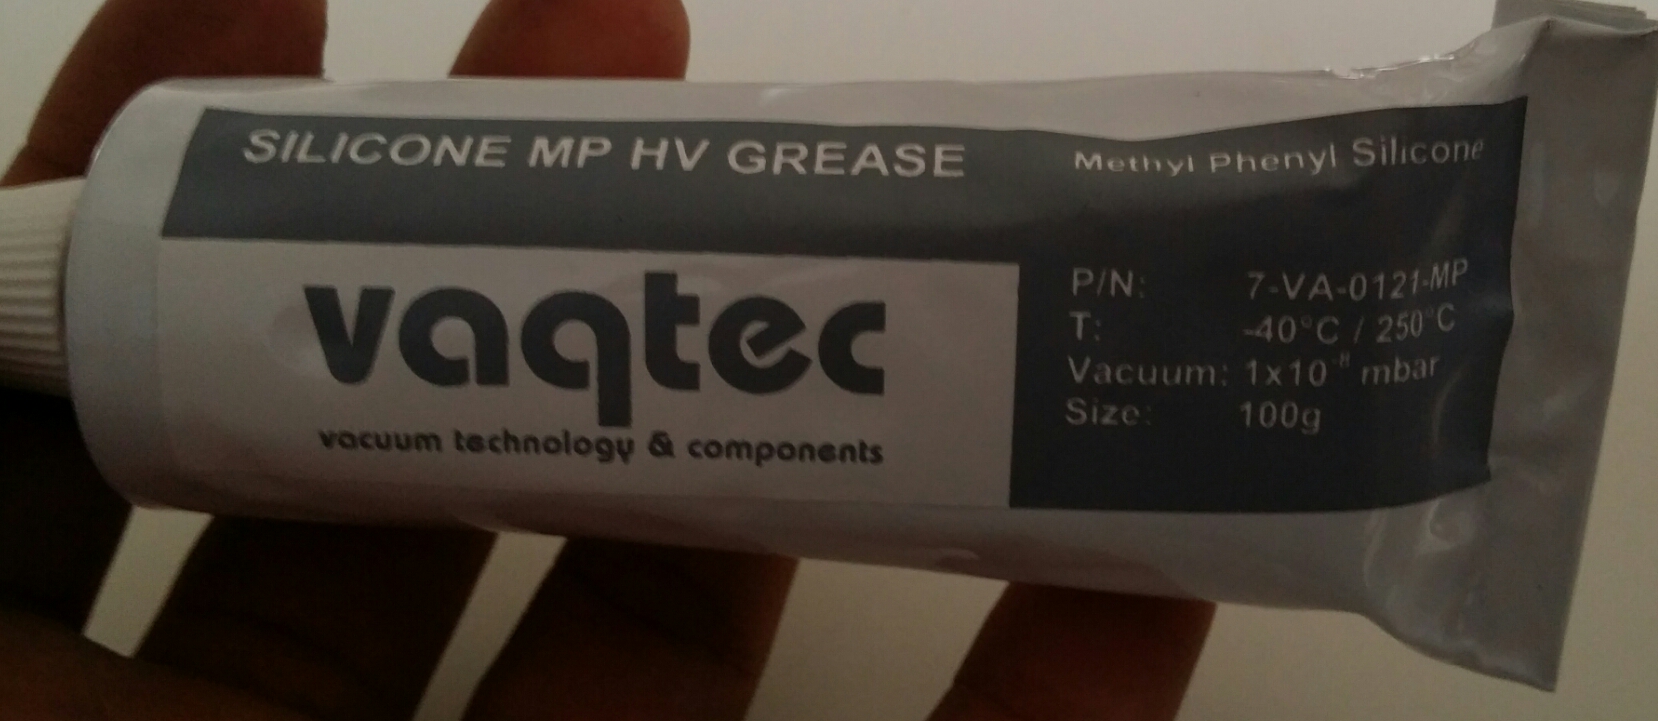 SILICONE MP HV GREASE
Methyl Phenyl Silicone
vaqtec
vacuum technology & components
P/N: 7-VA-0121-MP
T: -40°C / 250°C
Vacuum: 1x10⁻⁸ mbar
Size: 100g